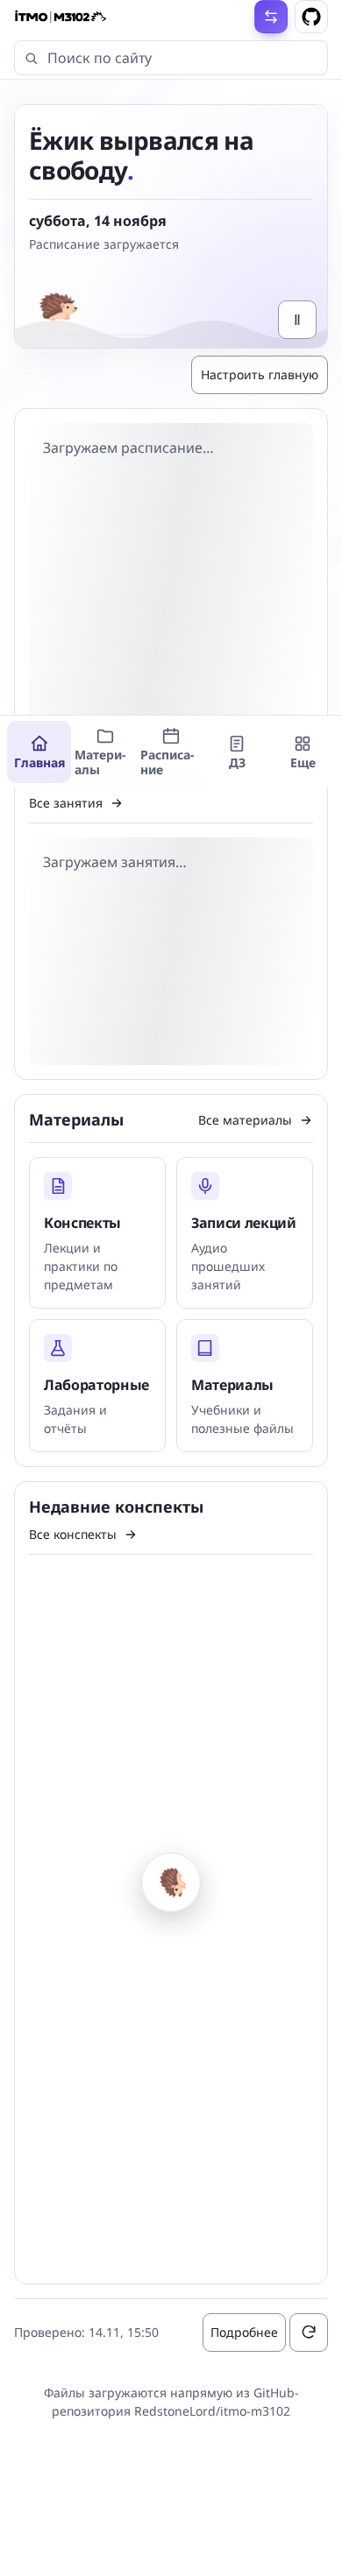 ITMO | M3102
Поиск по сайту
Ёжик вырвался на
свободу.
суббота, 14 ноября
Расписание загружается
Настроить главную
Загружаем расписание...
Главная
Матери-
алы
Расписа-
ние
ДЗ
Еще
Все занятия →
Загружаем занятия...
Материалы
Все материалы →
Конспекты
Лекции и
практики по
предметам
Записи лекций
Аудио
прошедших
занятий
Лабораторные
Задания и
отчёты
Материалы
Учебники и
полезные файлы
Недавние конспекты
Все конспекты →
Проверено: 14.11, 15:50
Подробнее
Файлы загружаются напрямую из GitHub-
репозитория RedstoneLord/itmo-m3102